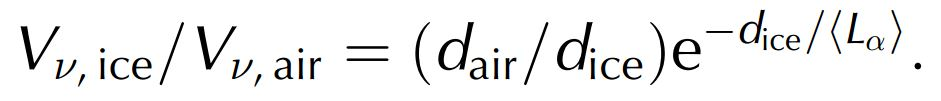 V_{ν, ice}/V_{ν, air} = (d_{air}/d_{ice})e^{−d_{ice}/⟨L_α⟩}.